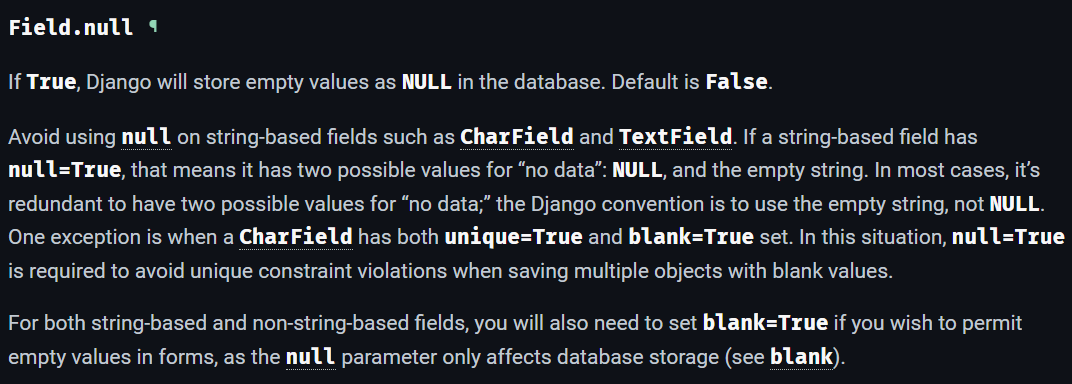 Field.null ¶
If True, Django will store empty values as NULL in the database. Default is False.
Avoid using null on string-based fields such as CharField and TextField. If a string-based field has
null=True, that means it has two possible values for “no data”: NULL, and the empty string. In most cases, it’s
redundant to have two possible values for “no data;” the Django convention is to use the empty string, not NULL.
One exception is when a CharField has both unique=True and blank=True set. In this situation, null=True
is required to avoid unique constraint violations when saving multiple objects with blank values.
For both string-based and non-string-based fields, you will also need to set blank=True if you wish to permit
empty values in forms, as the null parameter only affects database storage (see blank).